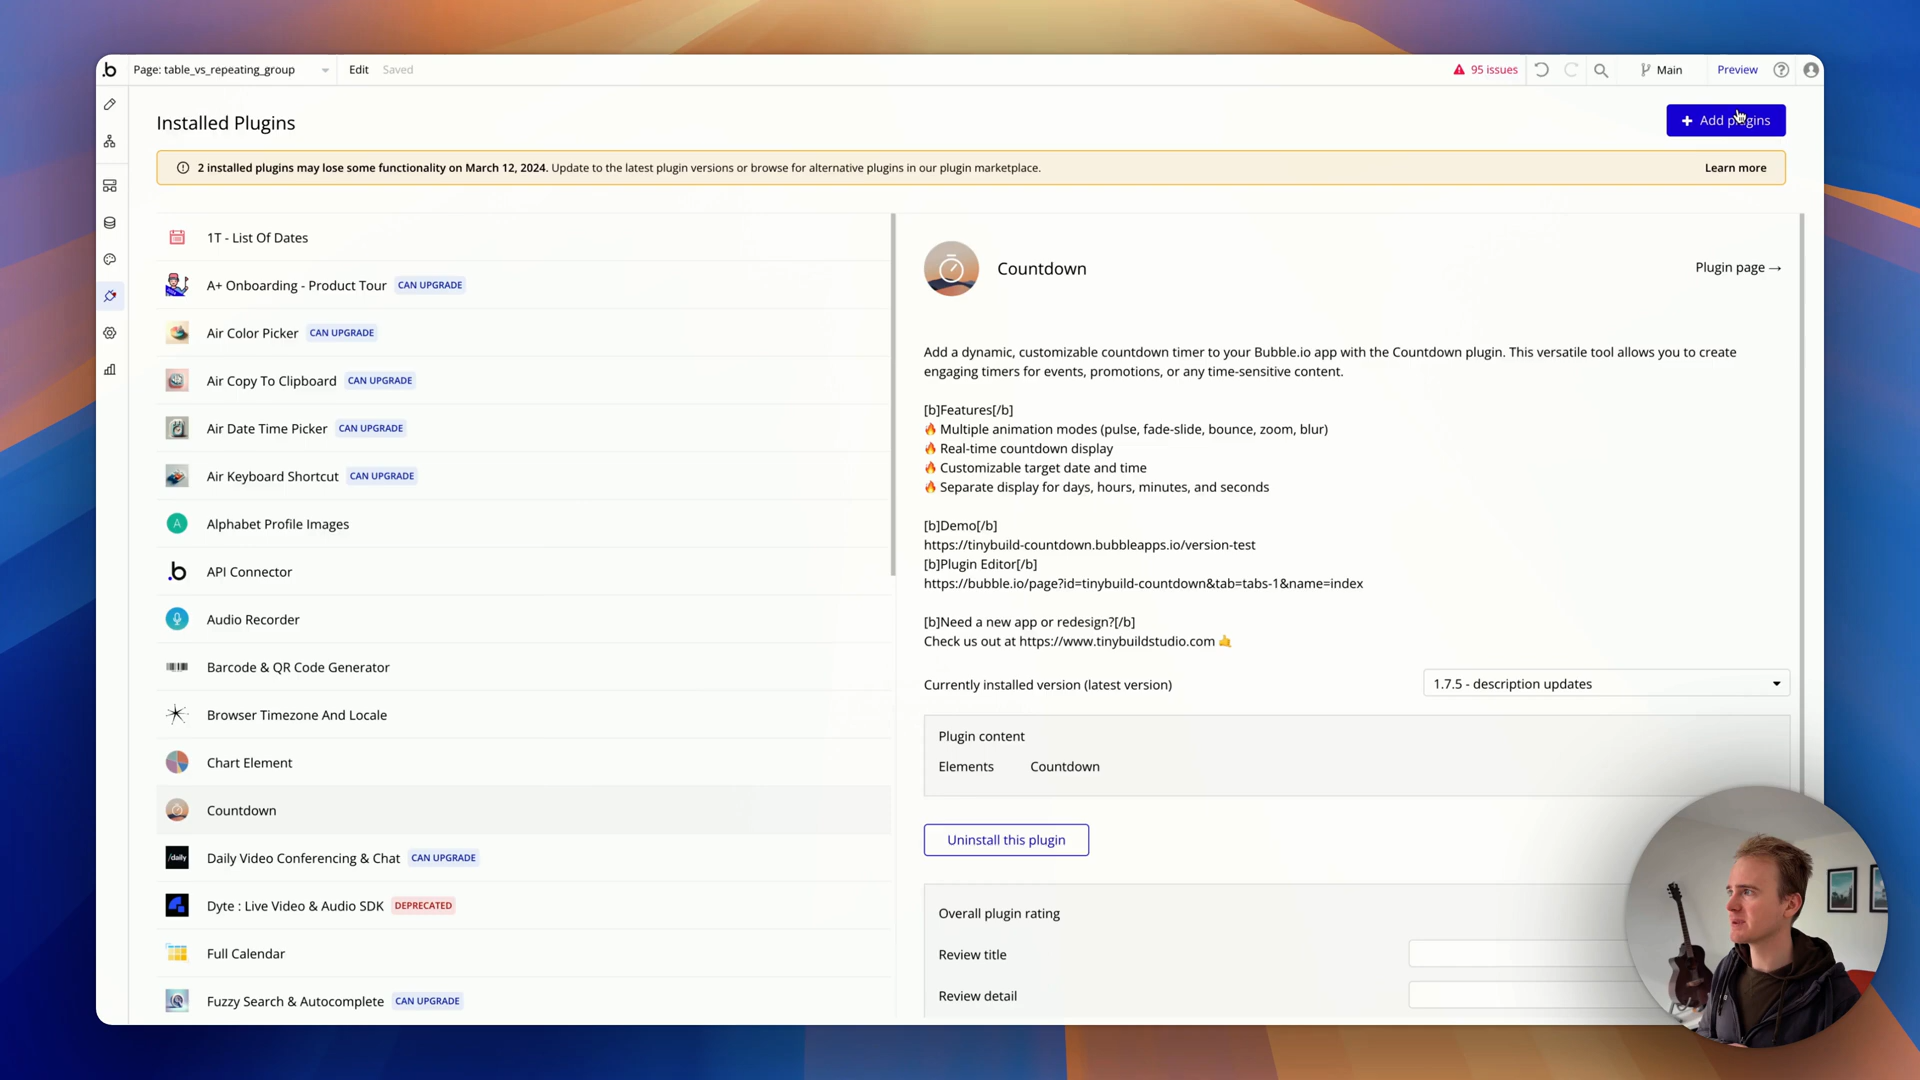 Page: table_vs_repeating_group
Edit
Saved
95 issues
Main
Preview
Installed Plugins
+ Add plugins
2 installed plugins may lose some functionality on March 12, 2024. Update to the latest plugin versions or browse for alternative plugins in our plugin marketplace.
Learn more
1T - List Of Dates
A+ Onboarding - Product Tour CAN UPGRADE
Air Color Picker CAN UPGRADE
Air Copy To Clipboard CAN UPGRADE
Air Date Time Picker CAN UPGRADE
Air Keyboard Shortcut CAN UPGRADE
A Alphabet Profile Images
API Connector
Audio Recorder
Barcode & QR Code Generator
Browser Timezone And Locale
Chart Element
Countdown
/daily Daily Video Conferencing & Chat CAN UPGRADE
Dyte : Live Video & Audio SDK DEPRECATED
Full Calendar
Fuzzy Search & Autocomplete CAN UPGRADE
Countdown
Plugin page →
Add a dynamic, customizable countdown timer to your Bubble.io app with the Countdown plugin. This versatile tool allows you to create
engaging timers for events, promotions, or any time-sensitive content.
[b]Features[/b]
🔥 Multiple animation modes (pulse, fade-slide, bounce, zoom, blur)
🔥 Real-time countdown display
🔥 Customizable target date and time
🔥 Separate display for days, hours, minutes, and seconds
[b]Demo[/b]
https://tinybuild-countdown.bubbleapps.io/version-test
[b]Plugin Editor[/b]
https://bubble.io/page?id=tinybuild-countdown&tab=tabs-1&name=index
[b]Need a new app or redesign?[/b]
Check us out at https://www.tinybuildstudio.com 🤙
Currently installed version (latest version)
1.7.5 - description updates
Plugin content
Elements Countdown
Uninstall this plugin
Overall plugin rating
Review title
Review detail